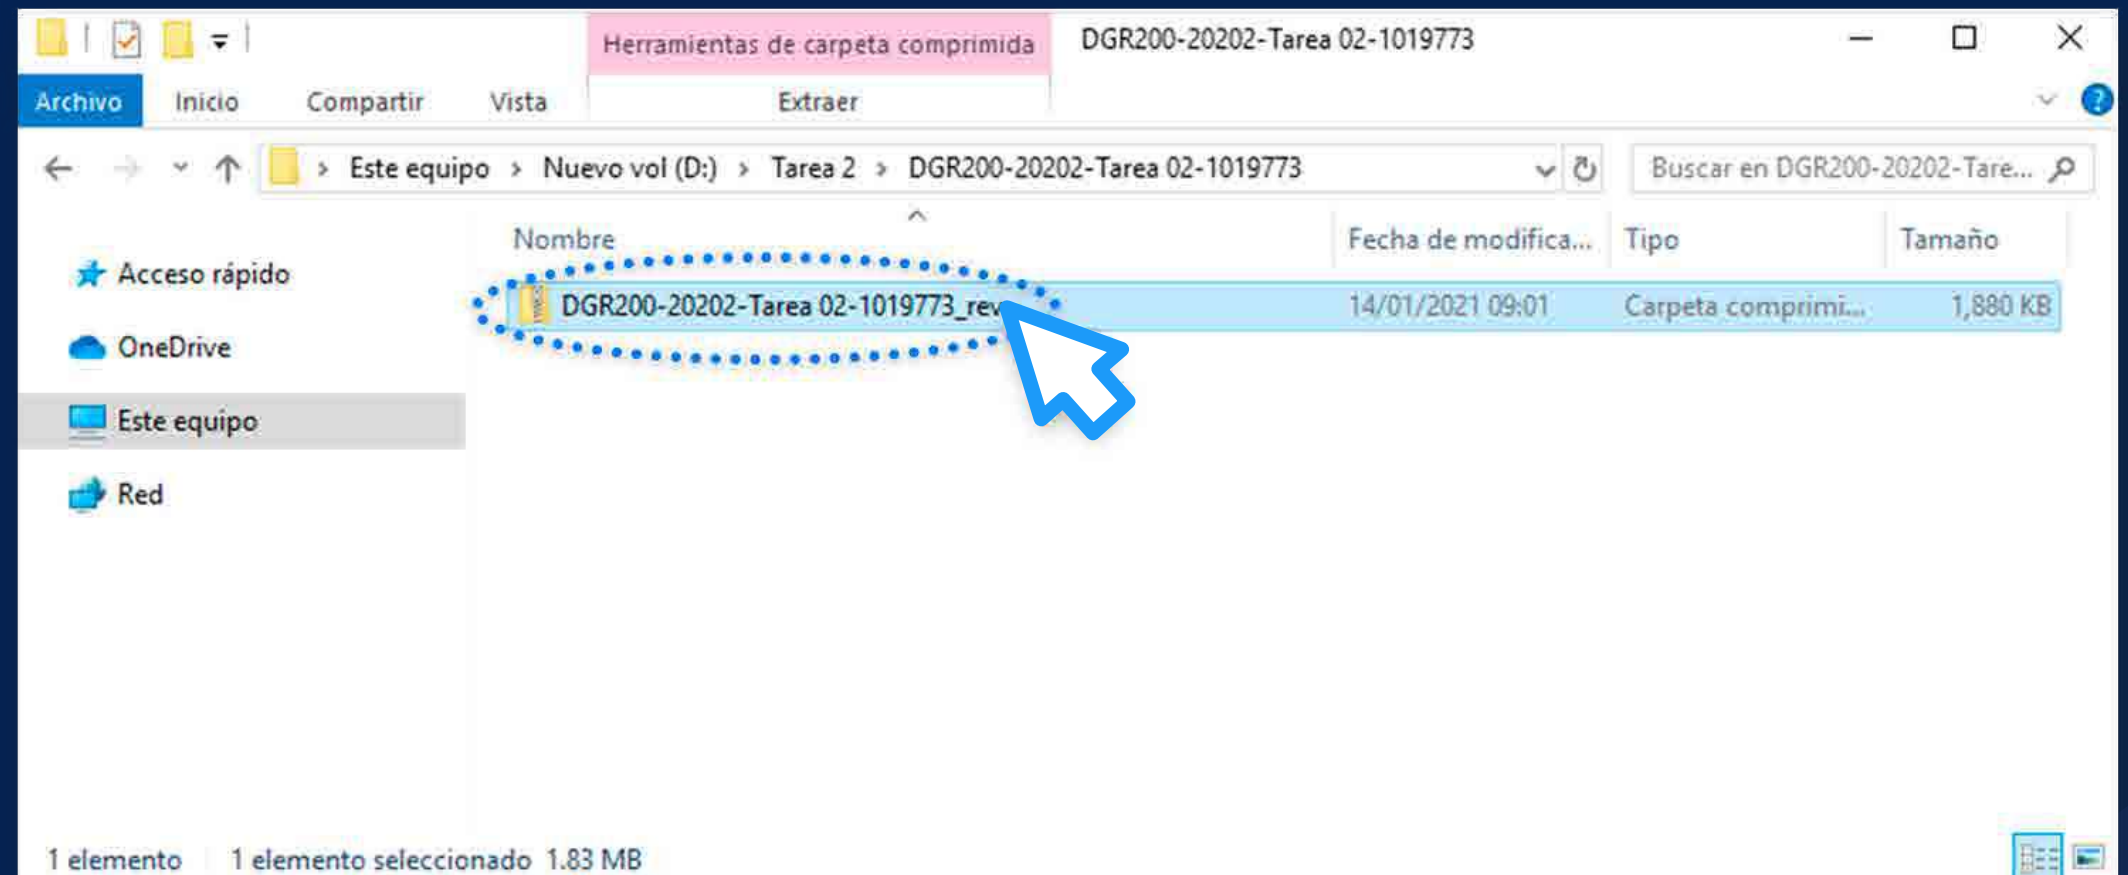 Herramientas de carpeta comprimida DGR200-20202-Tarea 02-1019773
Archivo Inicio Compartir Vista Extraer
Este equipo > Nuevo vol (D:) > Tarea 2 > DGR200-20202-Tarea 02-1019773 Buscar en DGR200-20202-Tare...
Nombre Fecha de modifica... Tipo Tamaño
Acceso rápido
DGR200-20202-Tarea 02-1019773_rev 14/01/2021 09:01 Carpeta comprimi... 1,880 KB
OneDrive
Este equipo
Red
1 elemento 1 elemento seleccionado 1.83 MB